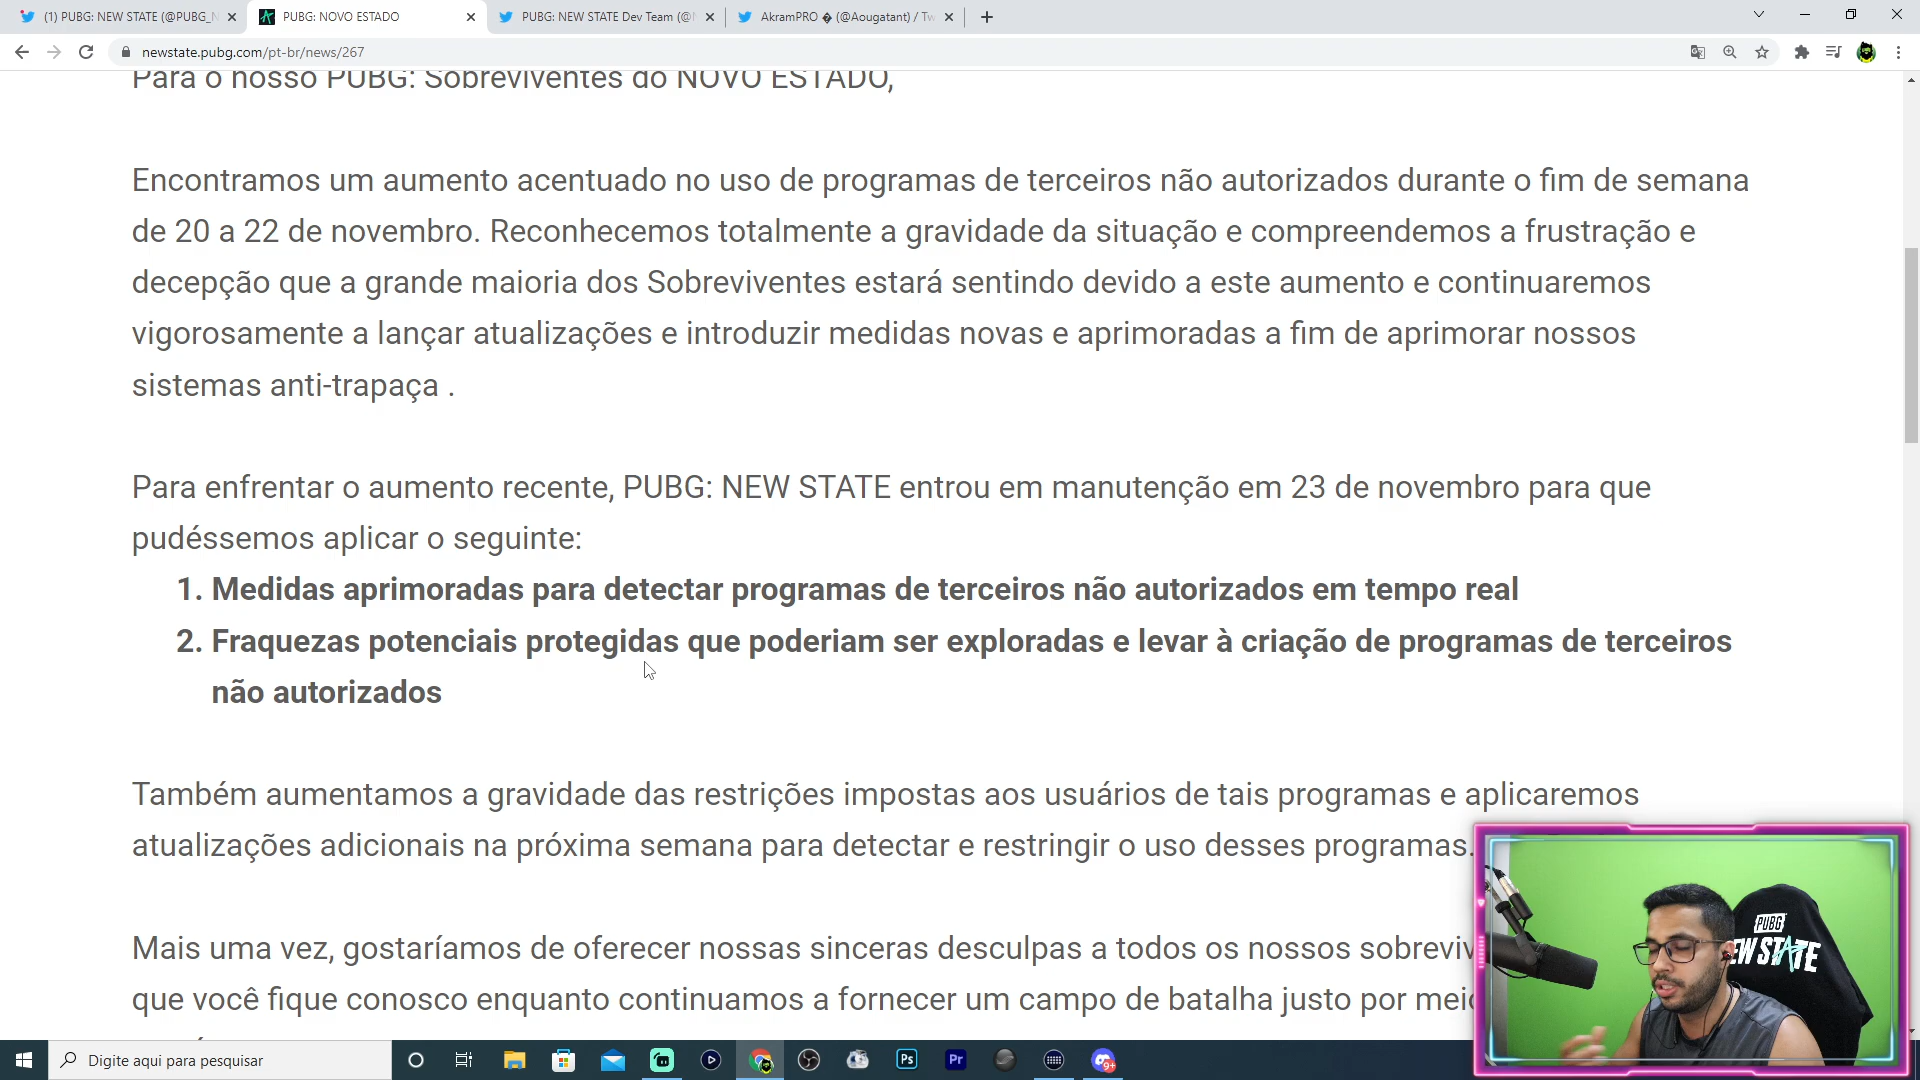 (1) PUBG: NEW STATE (@PUBG_N
PUBG: NOVO ESTADO
PUBG: NEW STATE Dev Team (@
AkramPRO � (@Aougatant) / Tw
newstate.pubg.com/pt-br/news/267
Para o nosso PUBG: Sobreviventes do NOVO ESTADO,
Encontramos um aumento acentuado no uso de programas de terceiros não autorizados durante o fim de semana
de 20 a 22 de novembro. Reconhecemos totalmente a gravidade da situação e compreendemos a frustração e
decepção que a grande maioria dos Sobreviventes estará sentindo devido a este aumento e continuaremos
vigorosamente a lançar atualizações e introduzir medidas novas e aprimoradas a fim de aprimorar nossos
sistemas anti-trapaça .
Para enfrentar o aumento recente, PUBG: NEW STATE entrou em manutenção em 23 de novembro para que
pudéssemos aplicar o seguinte:
1. Medidas aprimoradas para detectar programas de terceiros não autorizados em tempo real
2. Fraquezas potenciais protegidas que poderiam ser exploradas e levar à criação de programas de terceiros
não autorizados
Também aumentamos a gravidade das restrições impostas aos usuários de tais programas e aplicaremos
atualizações adicionais na próxima semana para detectar e restringir o uso desses programas.
Mais uma vez, gostaríamos de oferecer nossas sinceras desculpas a todos os nossos sobreviv
que você fique conosco enquanto continuamos a fornecer um campo de batalha justo por meio
PUBG
EW STATE
Digite aqui para pesquisar
Ps
Pr
9+